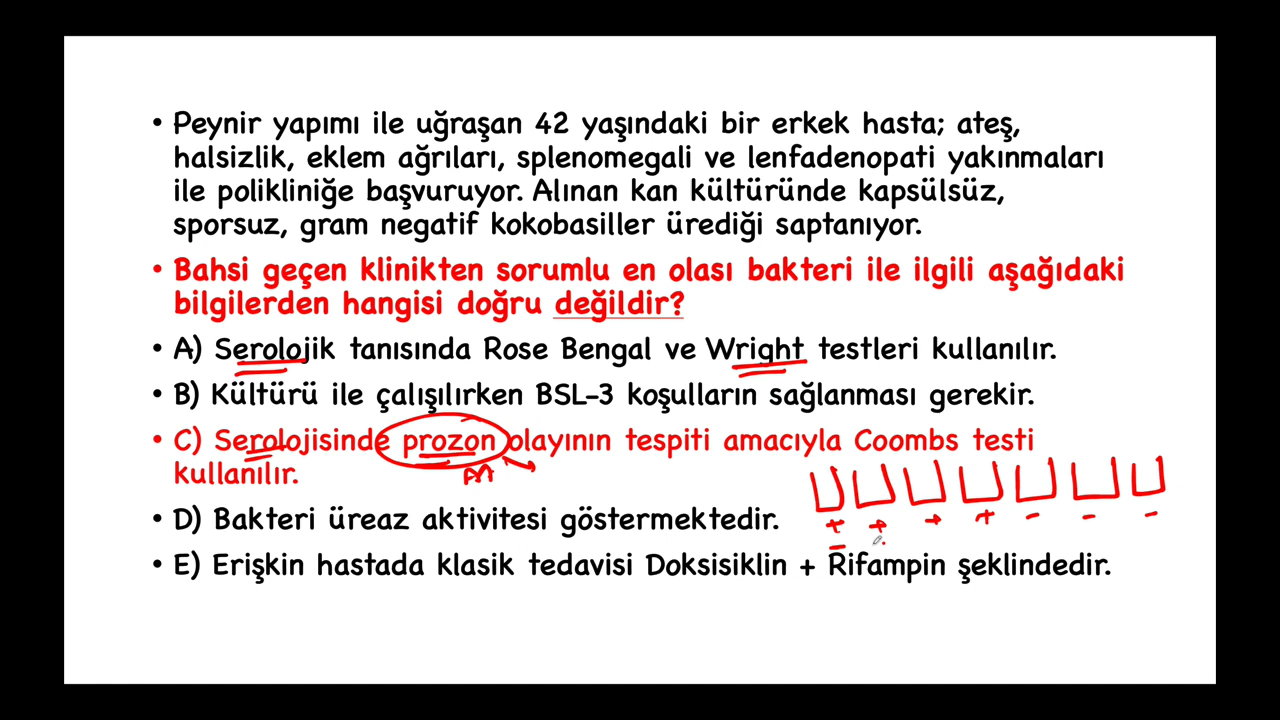 • Peynir yapımı ile uğraşan 42 yaşındaki bir erkek hasta; ateş,
halsizlik, eklem ağrıları, splenomegali ve lenfadenopati yakınmaları
ile polikliniğe başvuruyor. Alınan kan kültüründe kapsülsüz,
sporsuz, gram negatif kokobasiller ürediği saptanıyor.
• Bahsi geçen klinikten sorumlu en olası bakteri ile ilgili aşağıdaki
bilgilerden hangisi doğru değildir?
• A) Serolojik tanısında Rose Bengal ve Wright testleri kullanılır.
• B) Kültürü ile çalışılırken BSL-3 koşulların sağlanması gerekir.
• C) Serolojisinde prozon olayının tespiti amacıyla Coombs testi
kullanılır.
• D) Bakteri üreaz aktivitesi göstermektedir.
+ + + + - - -
• E) Erişkin hastada klasik tedavisi Doksisiklin + Rifampin şeklindedir.